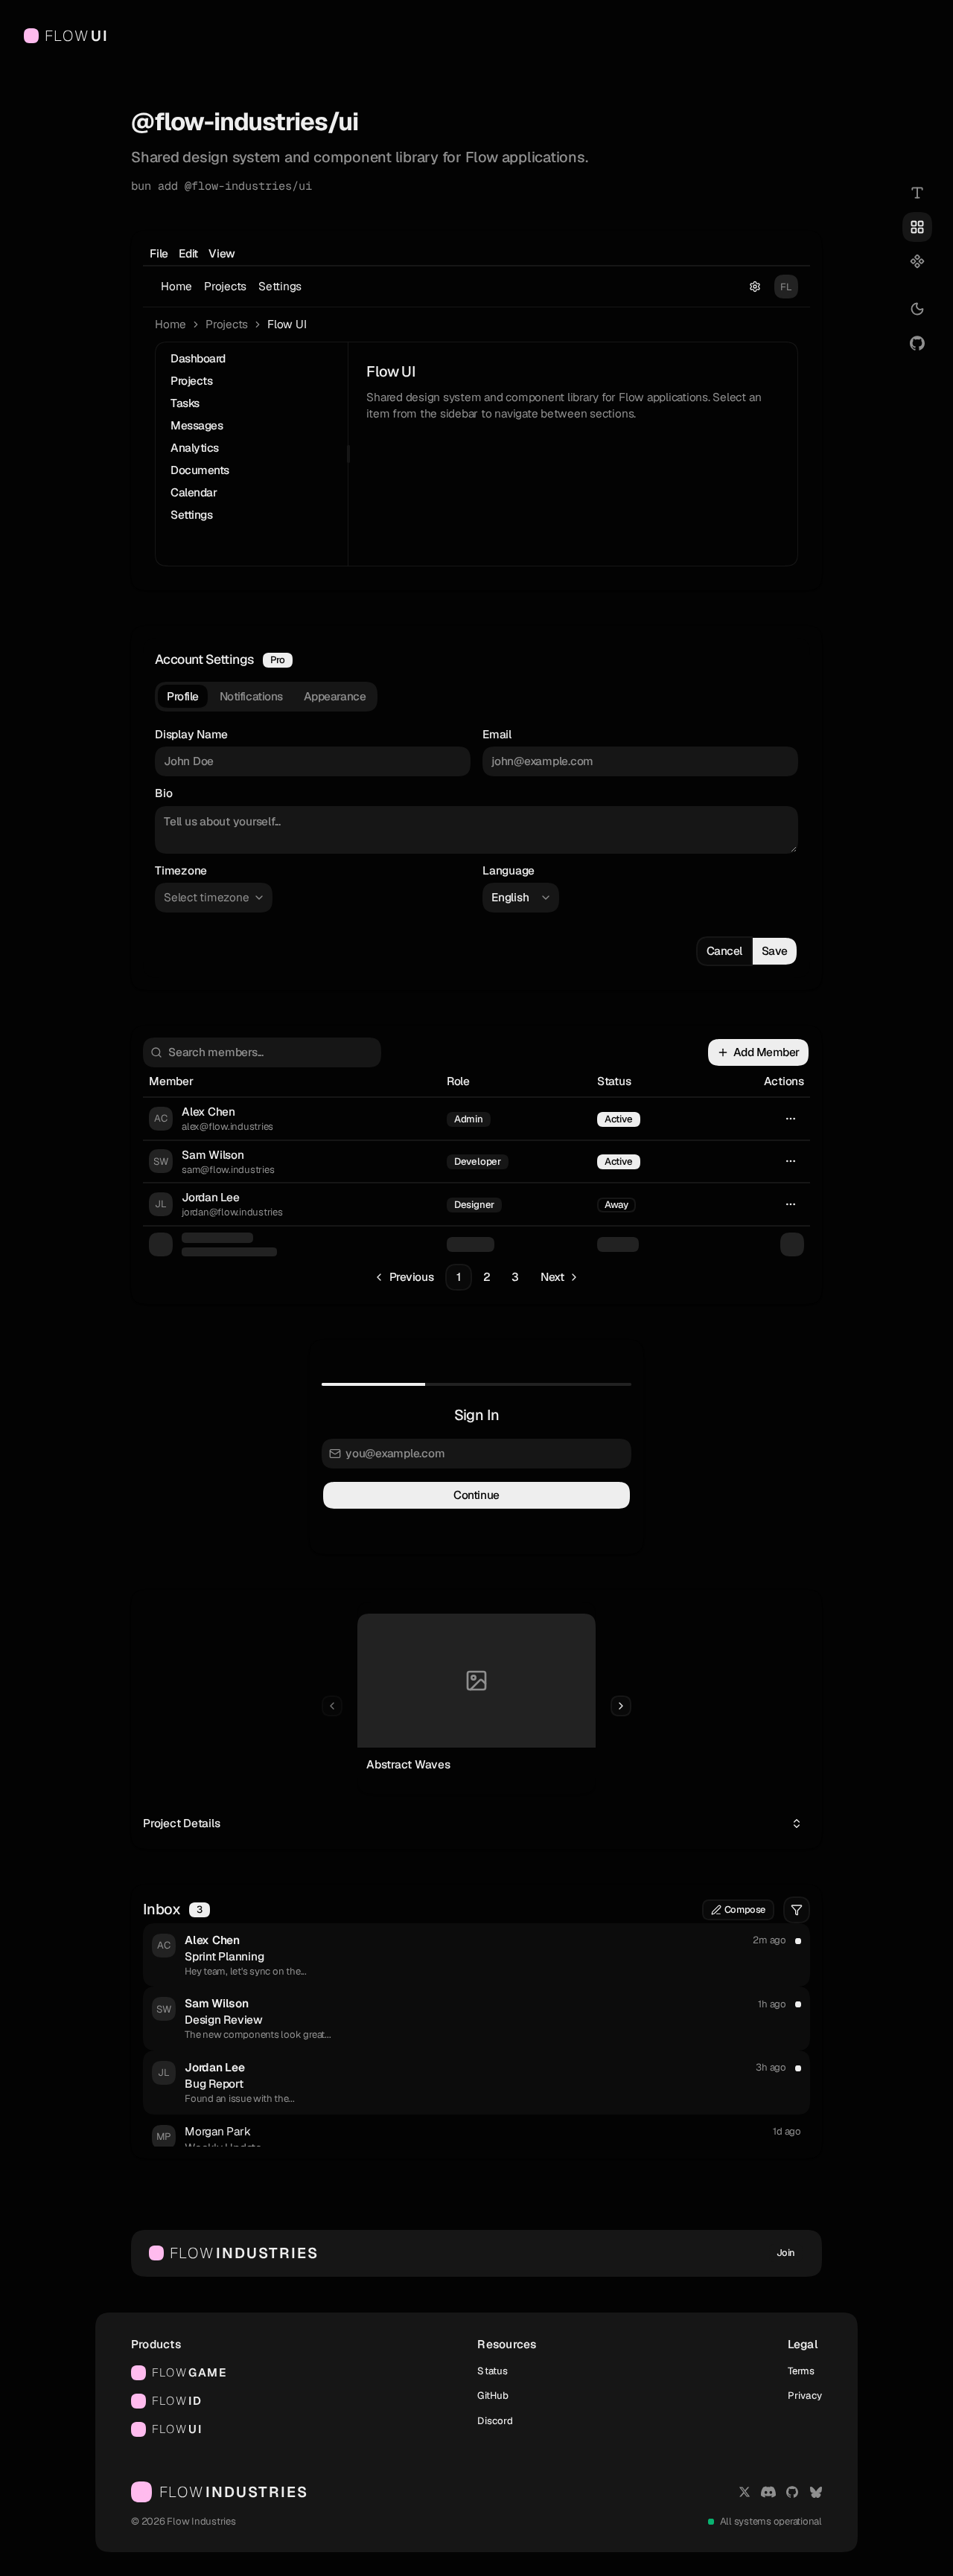 FLOW UI
@flow-industries/ui
Shared design system and component library for Flow applications.
bun add @flow-industries/ui
File Edit View
Home Projects Settings FL
Home Projects Flow UI
Dashboard
Projects
Tasks
Messages
Analytics
Documents
Calendar
Settings
Flow UI
Shared design system and component library for Flow applications. Select an
item from the sidebar to navigate between sections.
Account Settings Pro
Profile Notifications Appearance
Display Name Email
John Doe john@example.com
Bio
Tell us about yourself...
Timezone Language
Select timezone English
Cancel Save
Search members... Add Member
Member Role Status Actions
AC Alex Chen Admin Active
alex@flow.industries
SW Sam Wilson Developer Active
sam@flow.industries
JL Jordan Lee Designer Away
jordan@flow.industries
Previous 1 2 3 Next
Sign In
you@example.com
Continue
Abstract Waves
Project Details
Inbox 3 Compose
AC Alex Chen 2m ago
Sprint Planning
Hey team, let's sync on the...
SW Sam Wilson 1h ago
Design Review
The new components look great...
JL Jordan Lee 3h ago
Bug Report
Found an issue with the...
MP Morgan Park 1d ago
Weekly Update
FLOW INDUSTRIES Join
Products Resources Legal
FLOW GAME Status Terms
FLOW ID GitHub Privacy
FLOW UI Discord
FLOW INDUSTRIES
© 2026 Flow Industries All systems operational